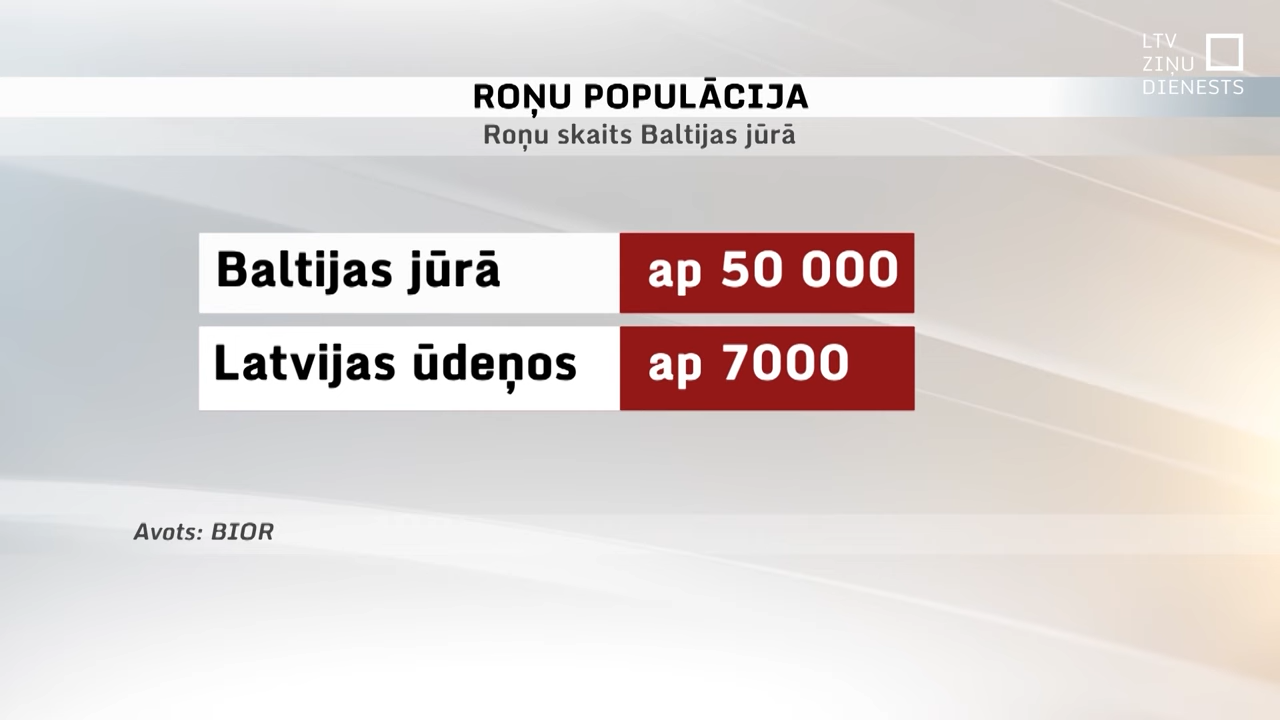 LTV
ZIŅU
DIENESTS
ROŅU POPULĀCIJA
Roņu skaits Baltijas jūrā
Baltijas jūrā ap 50 000
Latvijas ūdeņos ap 7000
Avots: BIOR